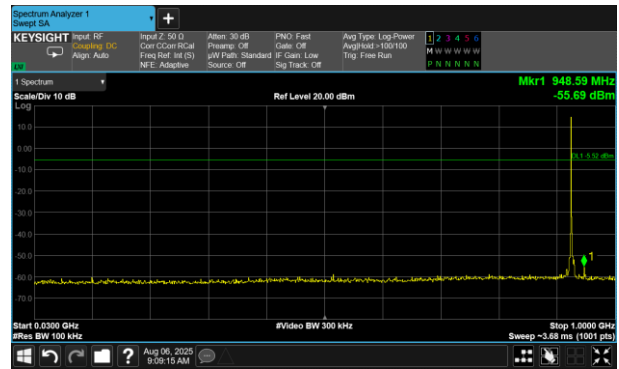 Spectrum Analyzer 1
Swept SA
+
KEYSIGHT
Input: RF
Coupling: DC
Align: Auto
Input Z: 50 Ω
Corr CCorr RCal
Freq Ref: Int (S)
NFE: Adaptive
Atten: 30 dB
Preamp: Off
µW Path: Standard
Source: Off
PNO: Fast
Gate: Off
IF Gain: Low
Sig Track: Off
Avg Type: Log-Power
Avg|Hold >100/100
Trig: Free Run
1 2 3 4 5 6
M W W W W W
P N N N N N
1 Spectrum
Mkr1 948.59 MHz
Scale/Div 10 dB
Ref Level 20.00 dBm
-55.69 dBm
Log
10.0
0.00
DL1 -5.52 dBm
-10.0
-20.0
-30.0
-40.0
-50.0
1
-60.0
-70.0
Start 0.0300 GHz
#Video BW 300 kHz
Stop 1.0000 GHz
#Res BW 100 kHz
Sweep ~3.68 ms (1001 pts)
?
Aug 06, 2025
9:09:15 AM